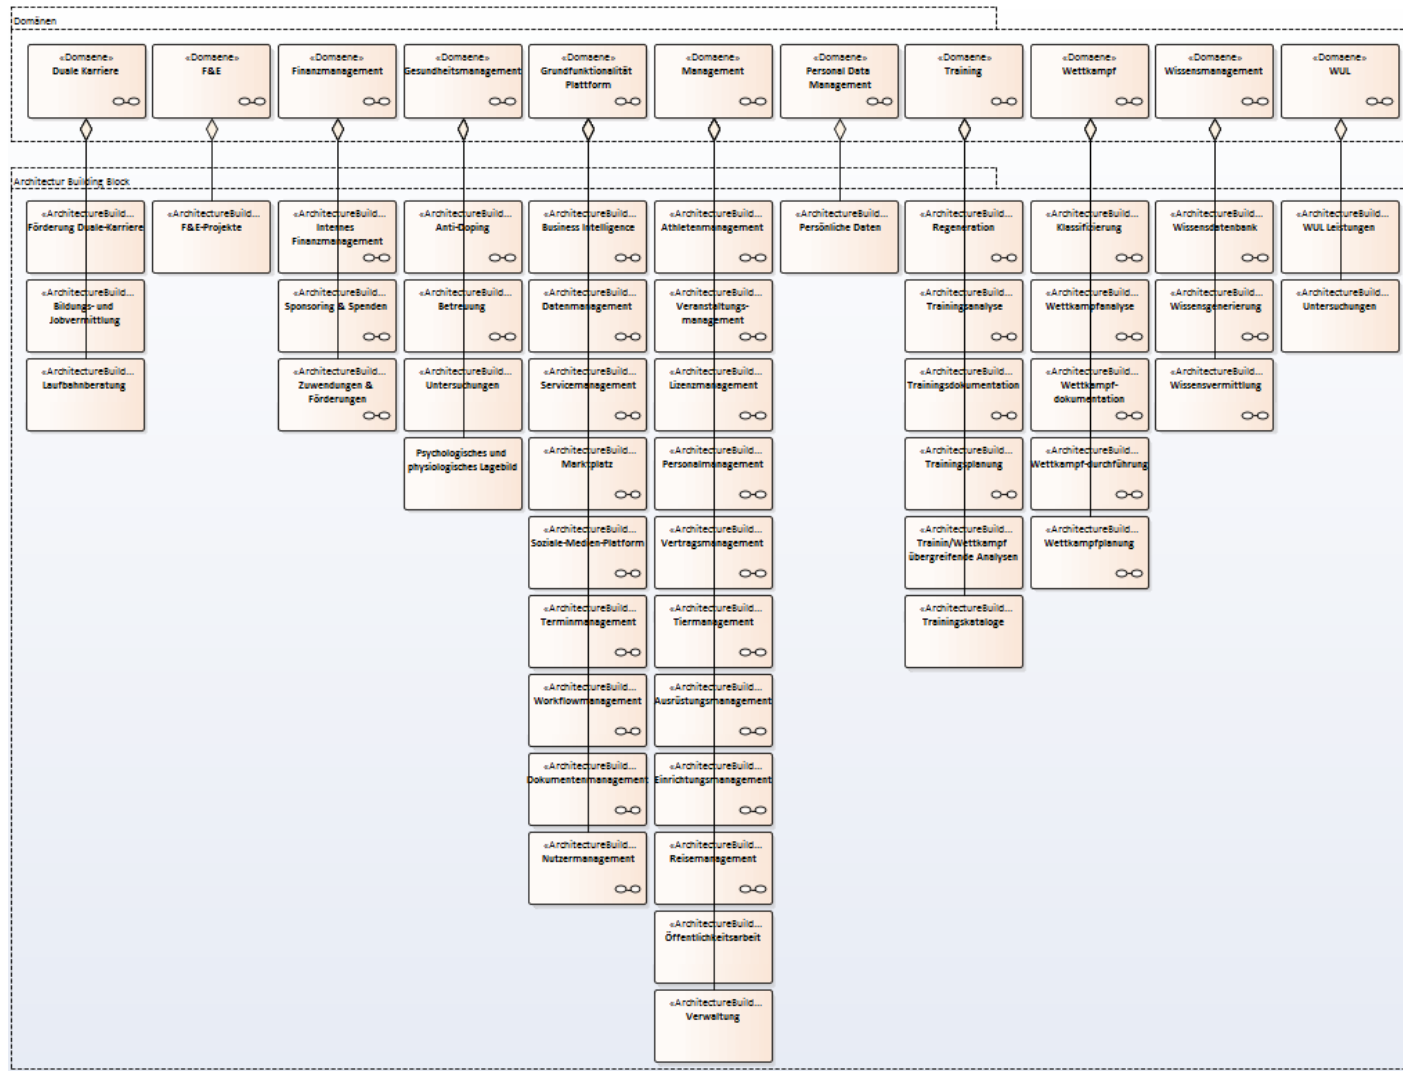 Domänen
«Domaene»
Duale Karriere
«Domaene»
F&E
«Domaene»
Finanzmanagement
«Domaene»
Gesundheitsmanagement
«Domaene»
Grundfunktionalität
Plattform
«Domaene»
Management
«Domaene»
Personal Data
Management
«Domaene»
Training
«Domaene»
Wettkampf
«Domaene»
Wissensmanagement
«Domaene»
WUL
Architectur Building Block
«ArchitectureBuild...
Förderung Duale-Karriere
«ArchitectureBuild...
F&E-Projekte
«ArchitectureBuild...
Internes
Finanzmanagement
«ArchitectureBuild...
Anti-Doping
«ArchitectureBuild...
Business Intelligence
«ArchitectureBuild...
Athletenmanagement
«ArchitectureBuild...
Persönliche Daten
«ArchitectureBuild...
Regeneration
«ArchitectureBuild...
Klassifizierung
«ArchitectureBuild...
Wissensdatenbank
«ArchitectureBuild...
WUL Leistungen
«ArchitectureBuild...
Bildungs- und
Jobvermittlung
«ArchitectureBuild...
Sponsoring & Spenden
«ArchitectureBuild...
Betreuung
«ArchitectureBuild...
Datenmanagement
«ArchitectureBuild...
Veranstaltungs-
management
«ArchitectureBuild...
Trainingsanalyse
«ArchitectureBuild...
Wettkampfanalyse
«ArchitectureBuild...
Wissensgenerierung
«ArchitectureBuild...
Untersuchungen
«ArchitectureBuild...
Laufbahnberatung
«ArchitectureBuild...
Zuwendungen &
Förderungen
«ArchitectureBuild...
Untersuchungen
«ArchitectureBuild...
Servicemanagement
«ArchitectureBuild...
Lizenzmanagement
«ArchitectureBuild...
Trainingsdokumentation
«ArchitectureBuild...
Wettkampf-
dokumentation
«ArchitectureBuild...
Wissensvermittlung
Psychologisches und
physiologisches Lagebild
«ArchitectureBuild...
Marktplatz
«ArchitectureBuild...
Personalmanagement
«ArchitectureBuild...
Trainingsplanung
«ArchitectureBuild...
Wettkampf-durchführung
«ArchitectureBuild...
Soziale-Medien-Platform
«ArchitectureBuild...
Vertragsmanagement
«ArchitectureBuild...
Trainin/Wettkampf
übergreifende Analysen
«ArchitectureBuild...
Wettkampfplanung
«ArchitectureBuild...
Terminmanagement
«ArchitectureBuild...
Tiermanagement
«ArchitectureBuild...
Trainingskataloge
«ArchitectureBuild...
Workflowmanagement
«ArchitectureBuild...
Ausrüstungsmanagement
«ArchitectureBuild...
Dokumentenmanagement
«ArchitectureBuild...
Einrichtungsmanagement
«ArchitectureBuild...
Nutzermanagement
«ArchitectureBuild...
Reisemanagement
«ArchitectureBuild...
Öffentlichkeitsarbeit
«ArchitectureBuild...
Verwaltung